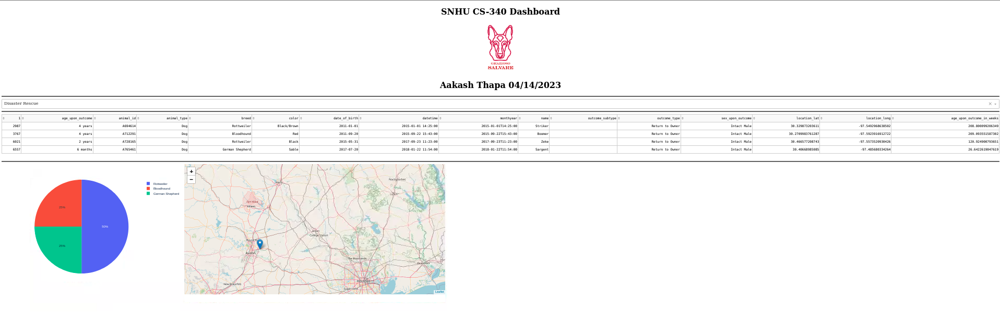 SNHU CS-340 Dashboard
GRAZIOSO
SALVARE
Aakash Thapa 04/14/2023
Disaster Rescue
1 age_upon_outcome animal_id animal_type breed color date_of_birth datetime monthyear name outcome_subtype outcome_type sex_upon_outcome location_lat location_long age_upon_outcome_in_weeks
2987 4 years A694614 Dog Rottweiler Black/Brown 2011-01-01 2015-01-01 14:25:00 2015-01-01T14:25:00 Striker Return to Owner Intact Male 30.329873203611 -97.5492968638502 208.800099206349
3767 4 years A712291 Dog Bloodhound Red 2011-09-20 2015-09-22 15:43:00 2015-09-22T15:43:00 Boomer Return to Owner Intact Male 30.2709983761287 -97.5923916912722 209.093551587302
6021 2 years A728165 Dog Rottweiler Black 2015-05-31 2017-09-23 11:23:00 2017-09-23T11:23:00 Zeke Return to Owner Intact Male 30.466577208743 -97.5573520930426 120.924900793651
6557 6 months A765461 Dog German Shepherd Sable 2017-07-20 2018-01-22 11:54:00 2018-01-22T11:54:00 Sargent Return to Owner Intact Male 30.40668985085 -97.485680334264 26.6422619047619
Rottweiler
Bloodhound
German Shepherd
25%
50%
25%
+
−
Waco
Nacogdoches
Lufkin
Fort Hood
Killeen
Bryan
College Station
Round
Austin
The Woodlands
Beaumont
Houston
New Braunfels
Sugar Land
Leaflet